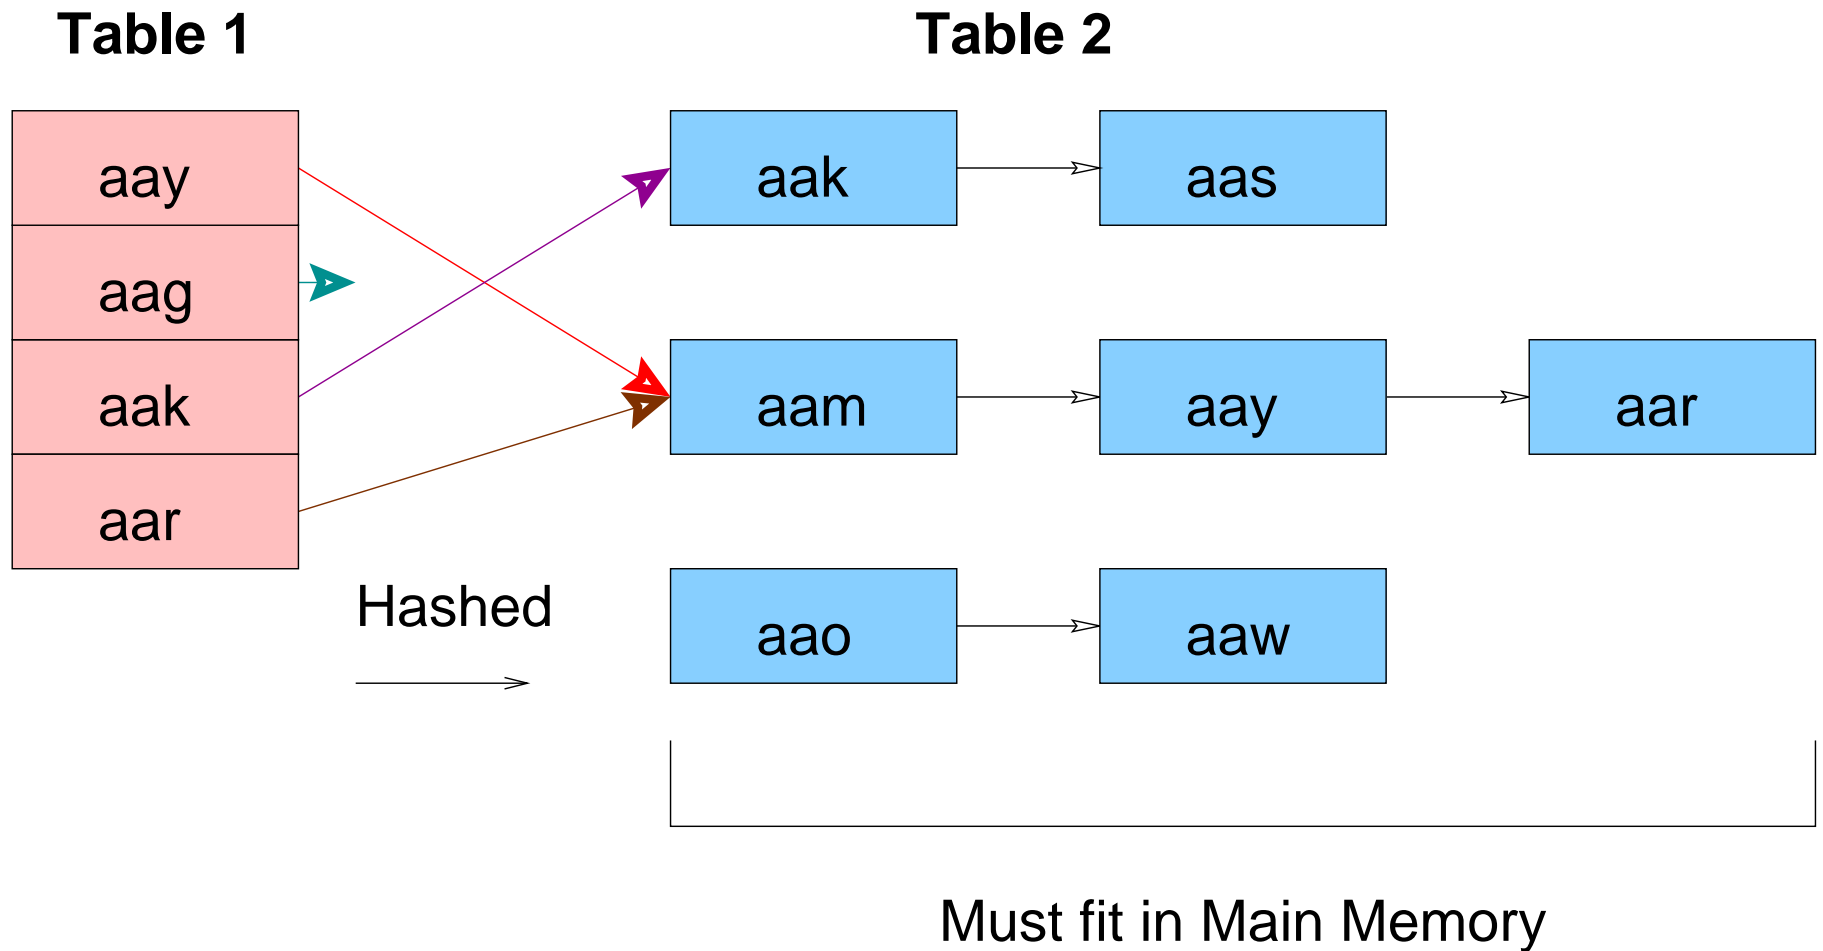 Table 1
Table 2
aay
aag
aak
aar
Hashed
aak
aas
aam
aay
aar
aao
aaw
Must fit in Main Memory